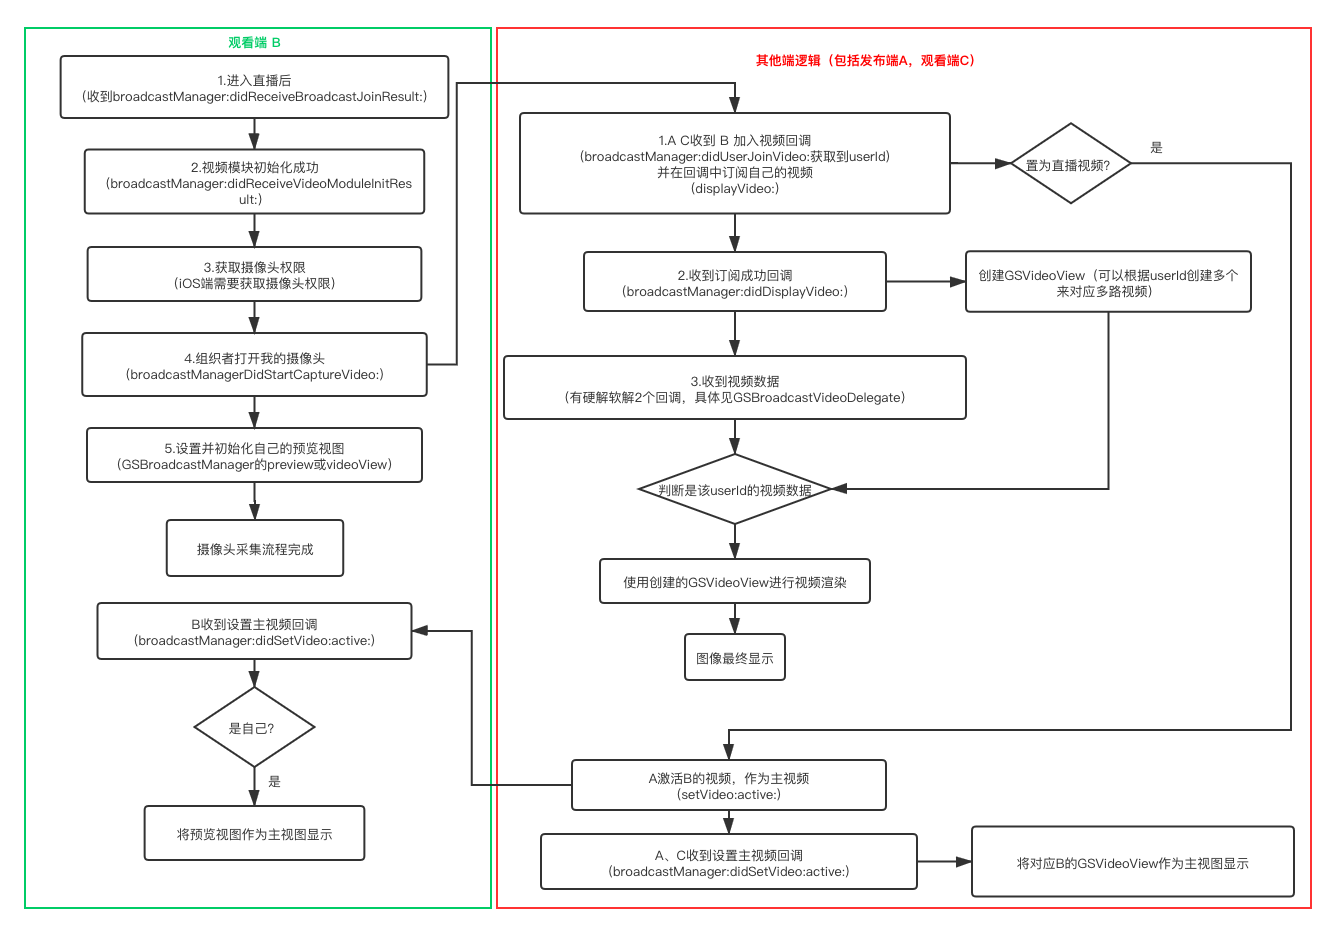 观看端 B
1.进入直播后
（收到broadcastManager:didReceiveBroadcastJoinResult:）
2.视频模块初始化成功
（broadcastManager:didReceiveVideoModuleInitRes
ult:）
3.获取摄像头权限
（iOS端需要获取摄像头权限）
4.组织者打开我的摄像头
（broadcastManagerDidStartCaptureVideo:）
5.设置并初始化自己的预览视图
（GSBroadcastManager的preview或videoView）
摄像头采集流程完成
B收到设置主视频回调
（broadcastManager:didSetVideo:active:）
是自己？
是
将预览视图作为主视图显示
其他端逻辑（包括发布端A，观看端C）
1.A C收到 B 加入视频回调
（broadcastManager:didUserJoinVideo:获取到userId）
并在回调中订阅自己的视频
（displayVideo:）
置为直播视频？
是
2.收到订阅成功回调
（broadcastManager:didDisplayVideo:）
创建GSVideoView（可以根据userId创建多个
来对应多路视频）
3.收到视频数据
（有硬解软解2个回调，具体见GSBroadcastVideoDelegate）
判断是该userId的视频数据
使用创建的GSVideoView进行视频渲染
图像最终显示
A激活B的视频，作为主视频
（setVideo:active:）
A、C收到设置主视频回调
（broadcastManager:didSetVideo:active:）
将对应B的GSVideoView作为主视图显示